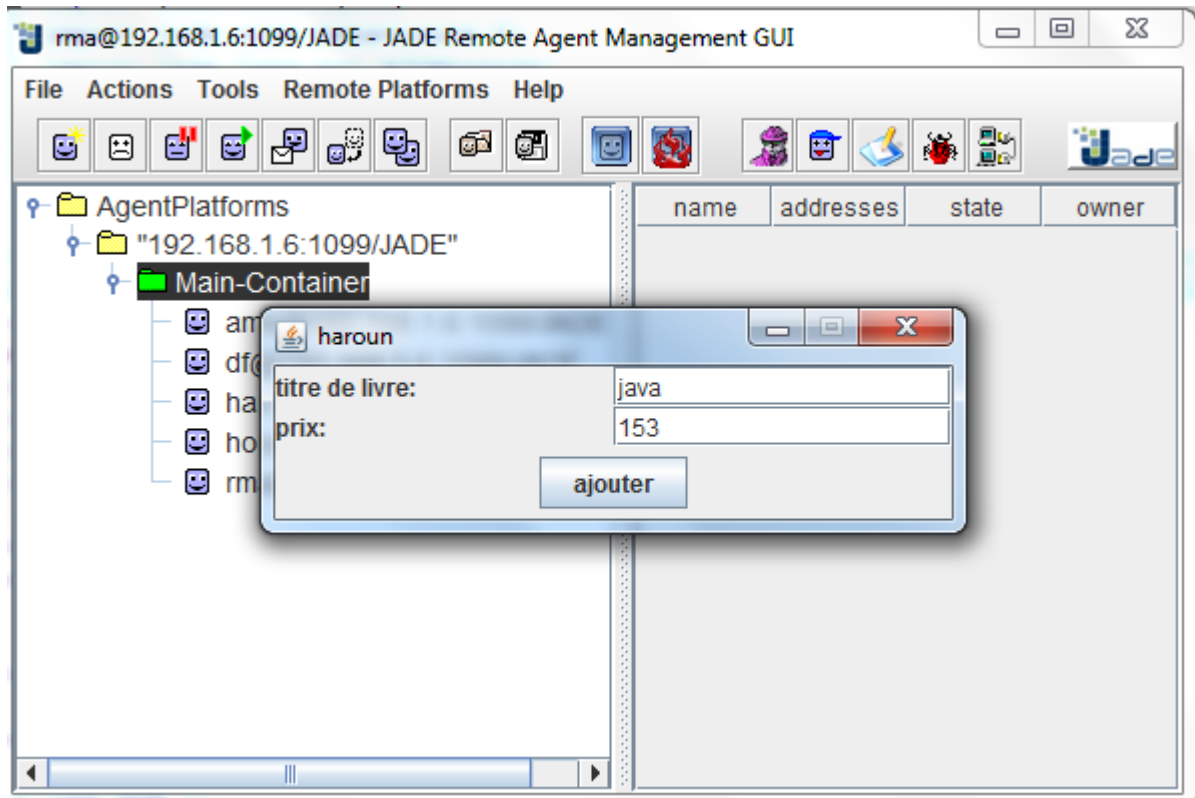 rma@192.168.1.6:1099/JADE - JADE Remote Agent Management GUI
File Actions Tools Remote Platforms Help
Jade
AgentPlatforms
"192.168.1.6:1099/JADE"
Main-Container
name addresses state owner
haroun
titre de livre: java
prix: 153
ajouter